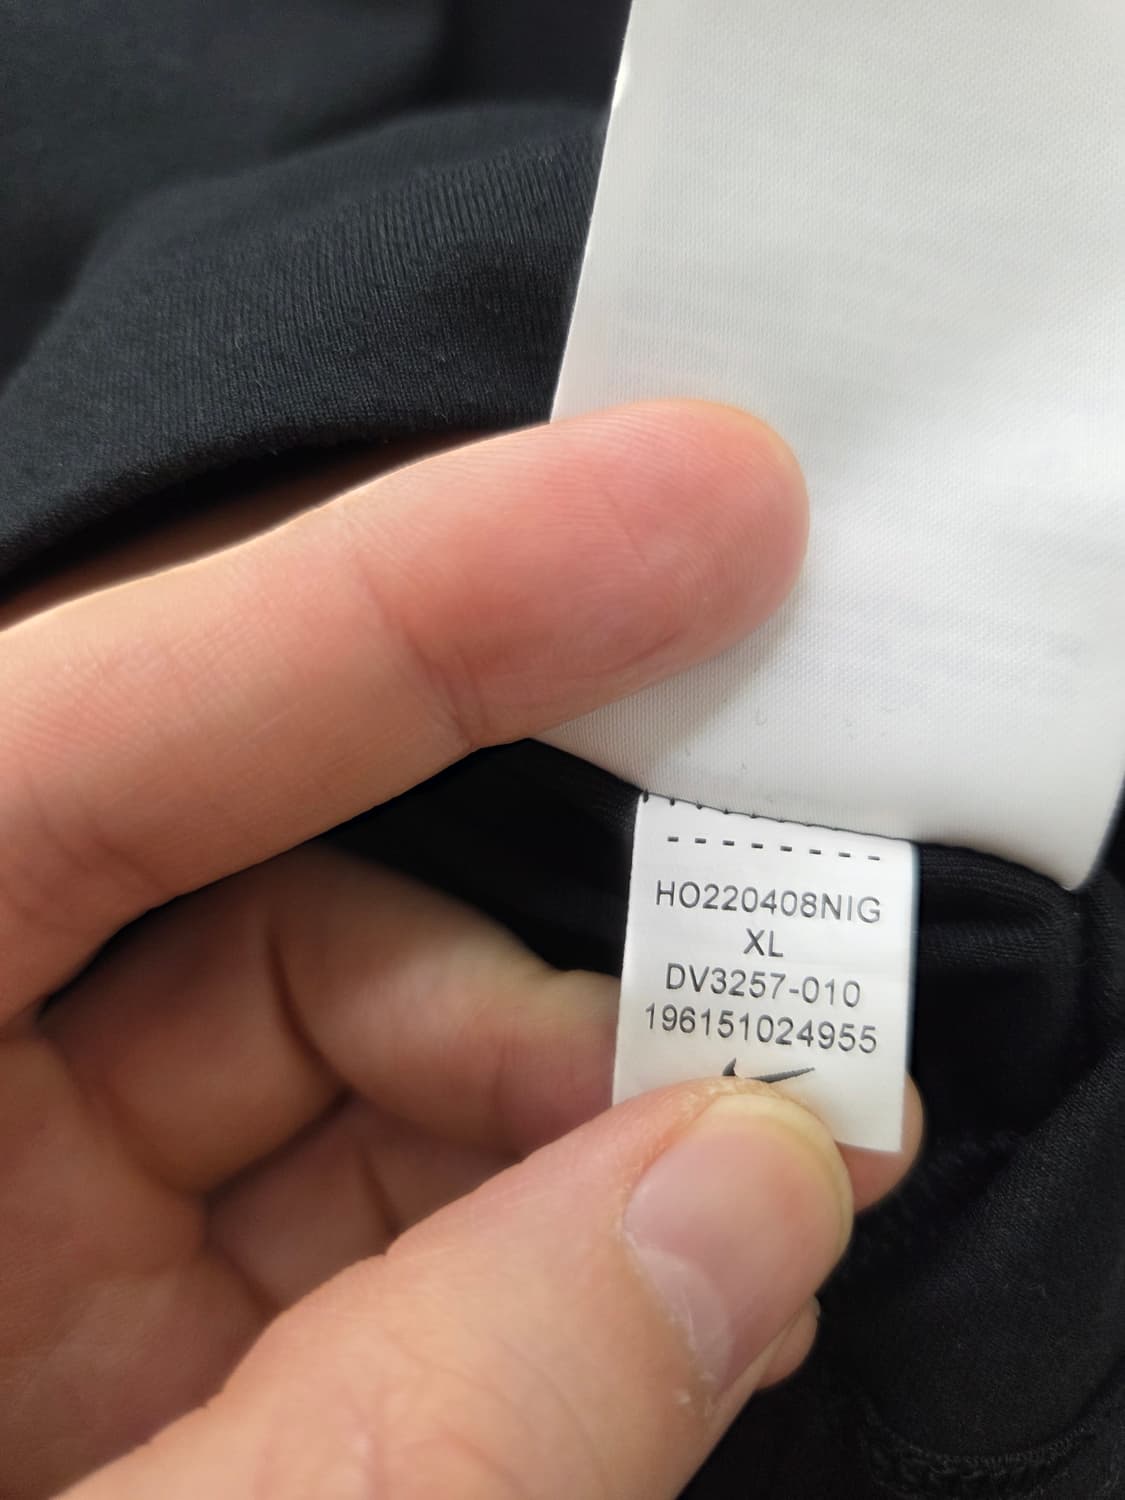 --------
HO220408NIG
XL
DV3257-010
196151024955